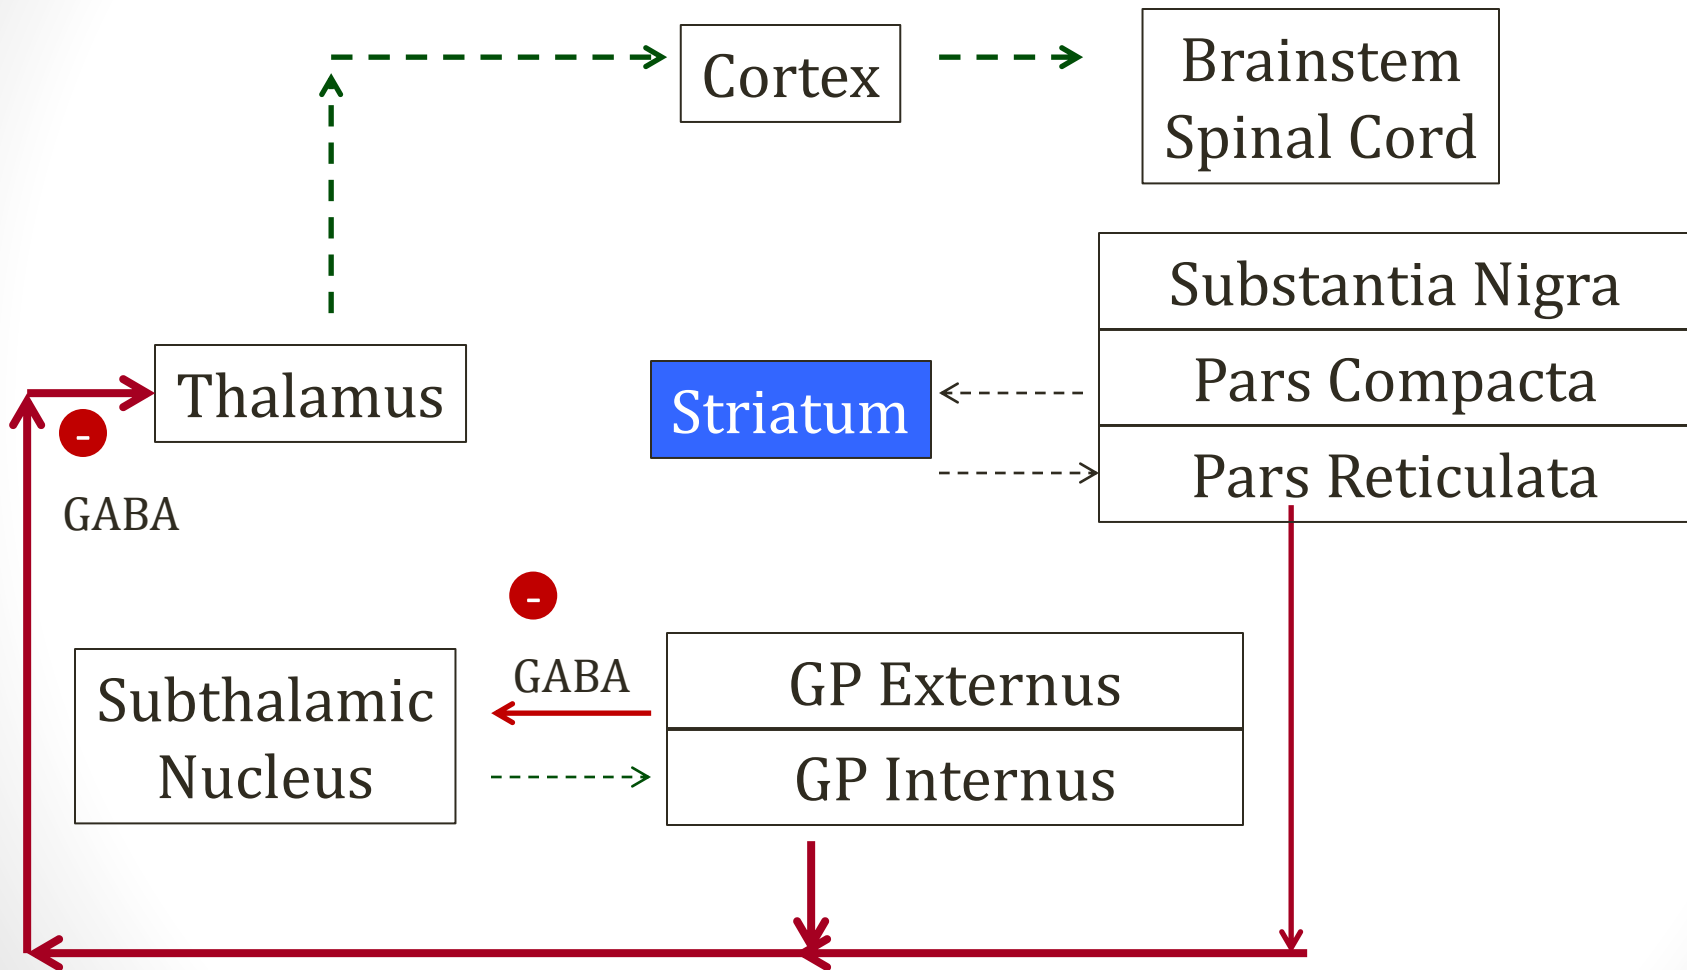 Cortex
Brainstem
Spinal Cord
Substantia Nigra
Pars Compacta
Pars Reticulata
Thalamus
Striatum
-
GABA
-
GABA
Subthalamic
Nucleus
GP Externus
GP Internus